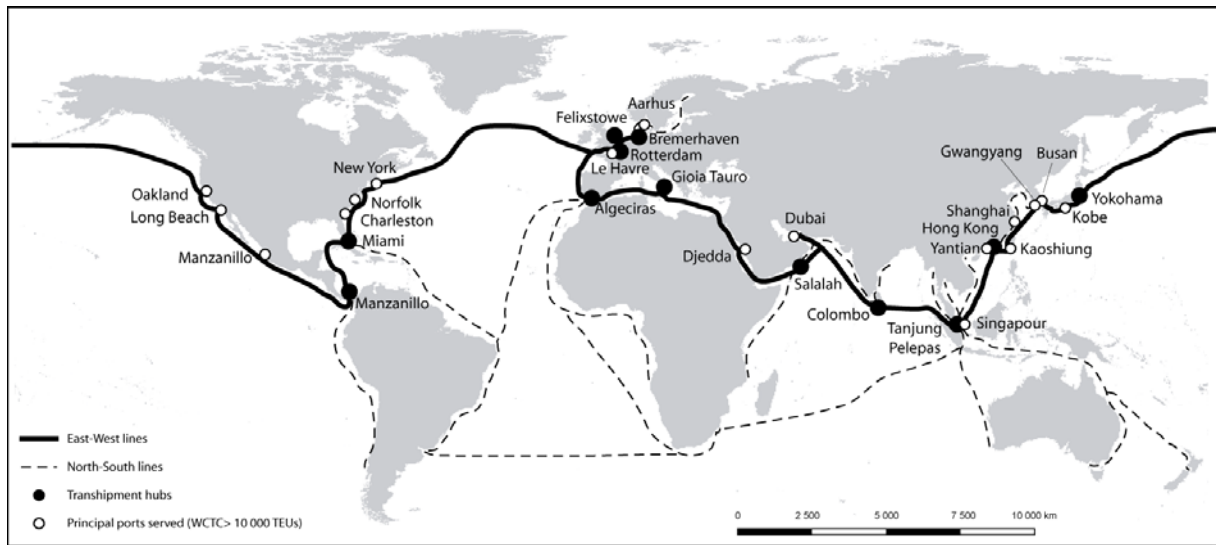 Aarhus
Felixstowe
Bremerhaven
Rotterdam
Le Havre
Gioia Tauro
Algeciras
New York
Norfolk
Charleston
Miami
Oakland
Long Beach
Manzanillo
Manzanillo
Gwangyang
Busan
Yokohama
Kobe
Shanghai
Hong Kong
Yantian
Kaoshiung
Dubai
Djedda
Salalah
Colombo
Tanjung
Pelepas
Singapour
East-West lines
North-South lines
Transhipment hubs
Principal ports served (WCTC> 10 000 TEUs)
0 2 500 5 000 7 500 10 000 km